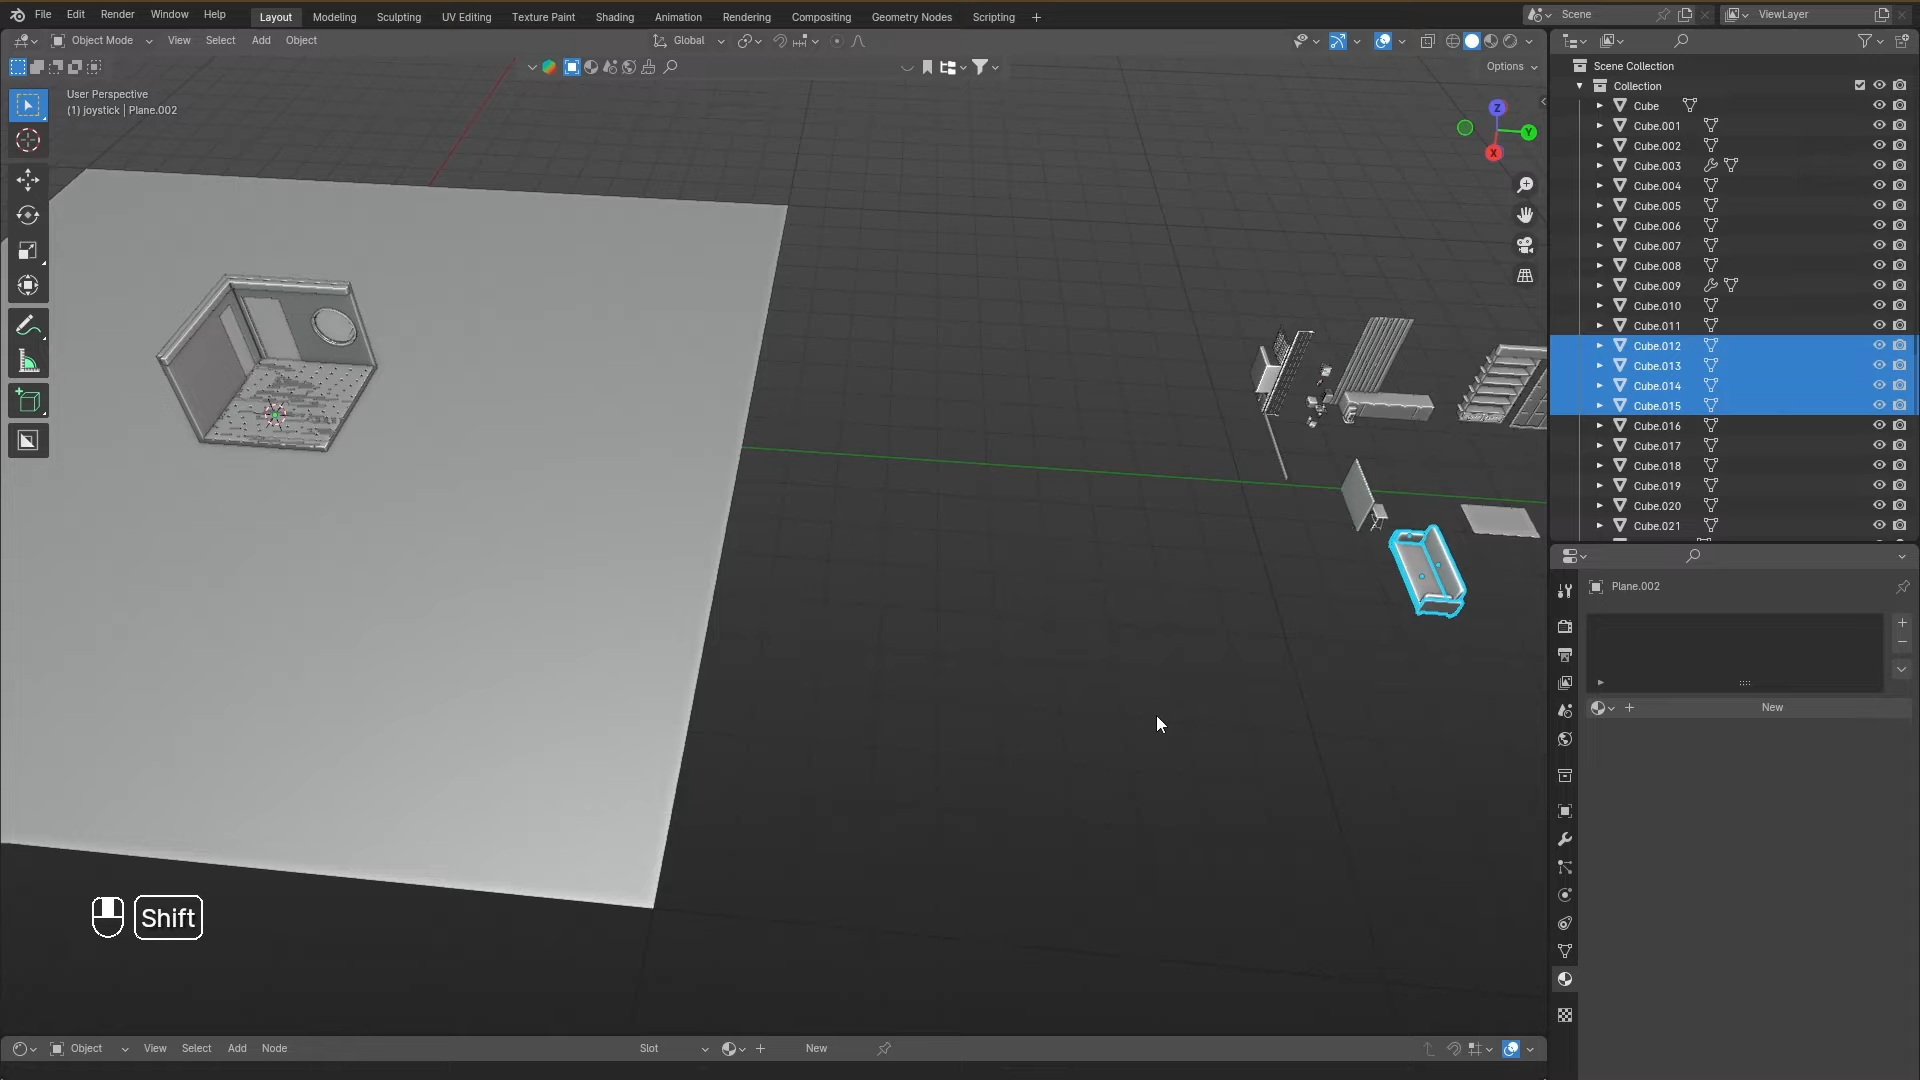 File Edit Render Window Help
Layout Modeling Sculpting UV Editing Texture Paint Shading Animation Rendering Compositing Geometry Nodes Scripting +
Scene
ViewLayer
Object Mode View Select Add Object
Global
Options
User Perspective
(1) joystick | Plane.002
Z
Y
X
Scene Collection
Collection
Cube
Cube.001
Cube.002
Cube.003
Cube.004
Cube.005
Cube.006
Cube.007
Cube.008
Cube.009
Cube.010
Cube.011
Cube.012
Cube.013
Cube.014
Cube.015
Cube.016
Cube.017
Cube.018
Cube.019
Cube.020
Cube.021
Plane.002
New
Shift
Object View Select Add Node
Slot
New